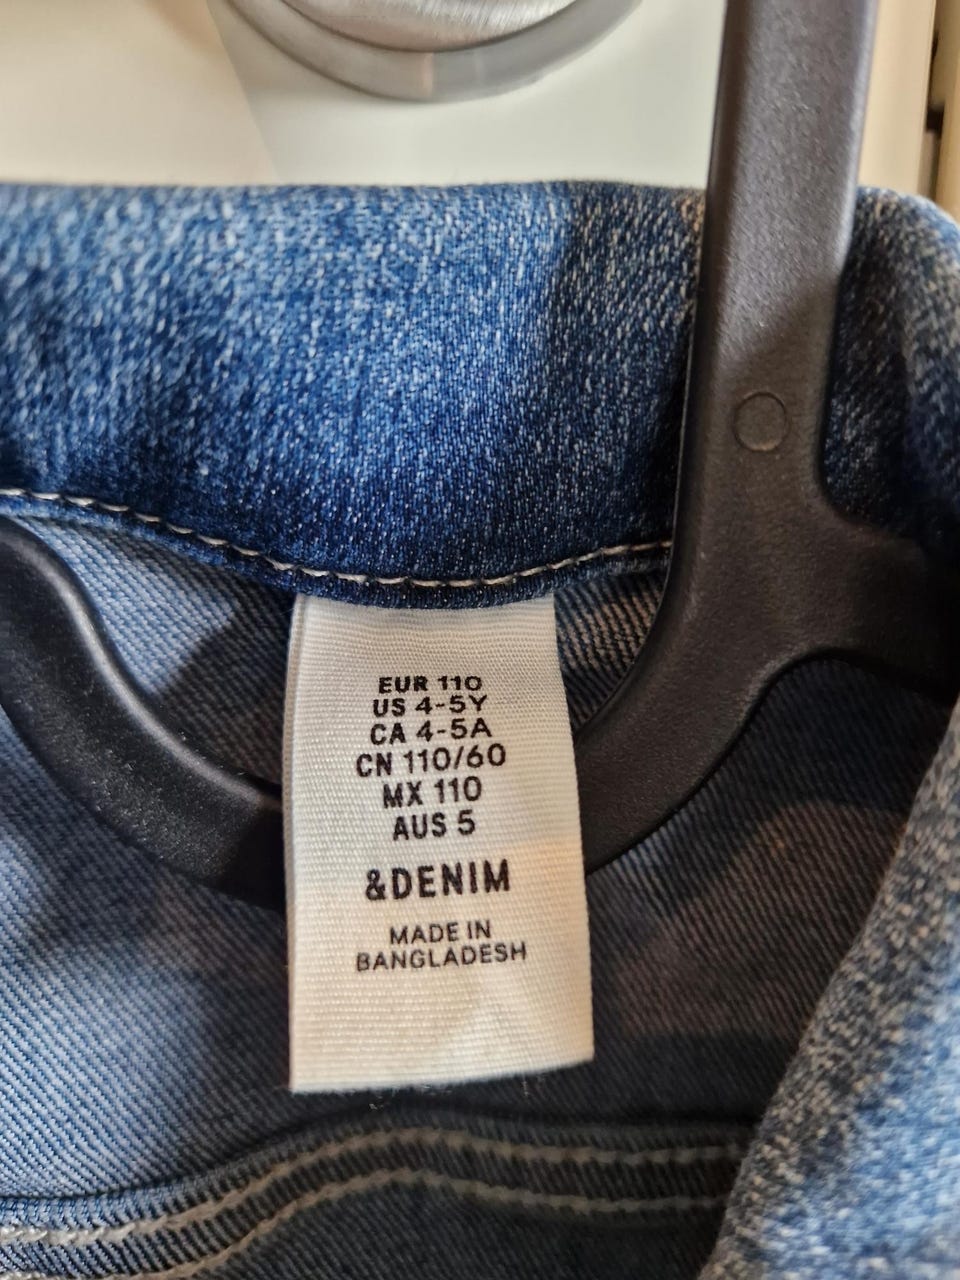 EUR 110
US 4-5Y
CA 4-5A
CN 110/60
MX 110
AUS 5
&DENIM
MADE IN
BANGLADESH